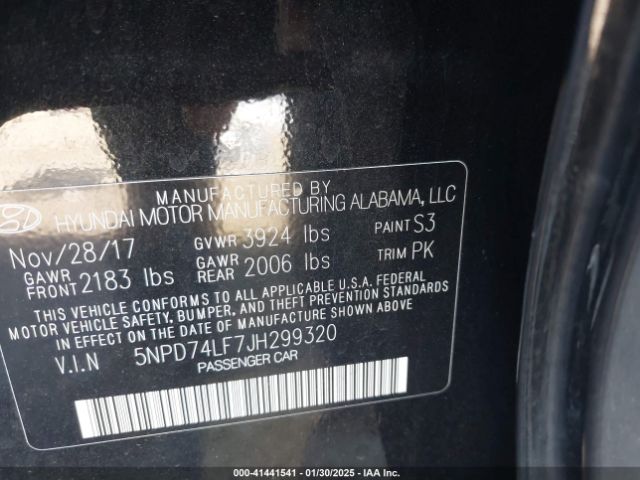 MANUFACTURED BY
HYUNDAI MOTOR MANUFACTURING ALABAMA, LLC
Nov/28/17 GVWR 3924 lbs PAINT S3
GAWR FRONT 2183 lbs GAWR REAR 2006 lbs TRIM PK
THIS VEHICLE CONFORMS TO ALL APPLICABLE U.S.A. FEDERAL
MOTOR VEHICLE SAFETY, BUMPER, AND THEFT PREVENTION STANDARDS
IN EFFECT ON THE DATE OF MANUFACTURE SHOWN ABOVE
V.I.N 5NPD74LF7JH299320
PASSENGER CAR
000-41441541 - 01/30/2025 - IAA Inc.